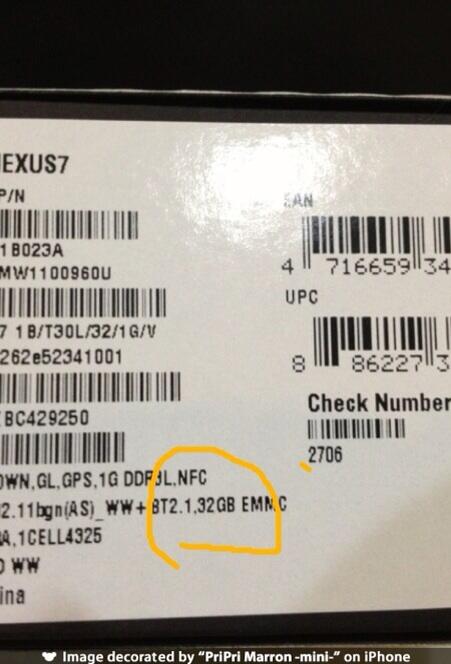 NEXUS7
P/N
1B023A
MW1100960U
7 1B/T30L/32/1G/V
262e52341001
BC429250
OWN,GL,GPS,1G DDR3L,NFC
2.11bgn(AS)_WW+BT2.1,32GB EMMC
A,1CELL4325
WW
ina
EAN
4 716659 34
UPC
8 86227 3
Check Number
2706
Image decorated by "PriPri Marron -mini-" on iPhone